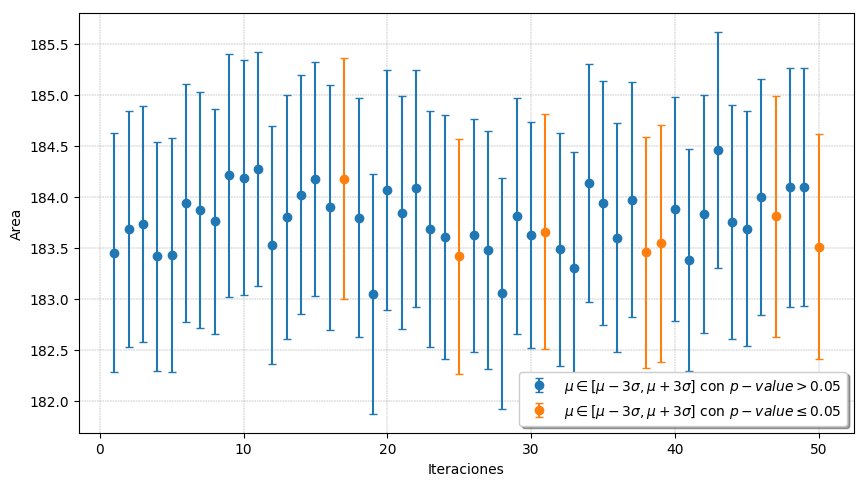 185.5
185.0
184.5
184.0
183.5
183.0
182.5
182.0
Area
μ ∈ [μ − 3σ, μ + 3σ] con p − value > 0.05
μ ∈ [μ − 3σ, μ + 3σ] con p − value ≤ 0.05
0 10 20 30 40 50
Iteraciones